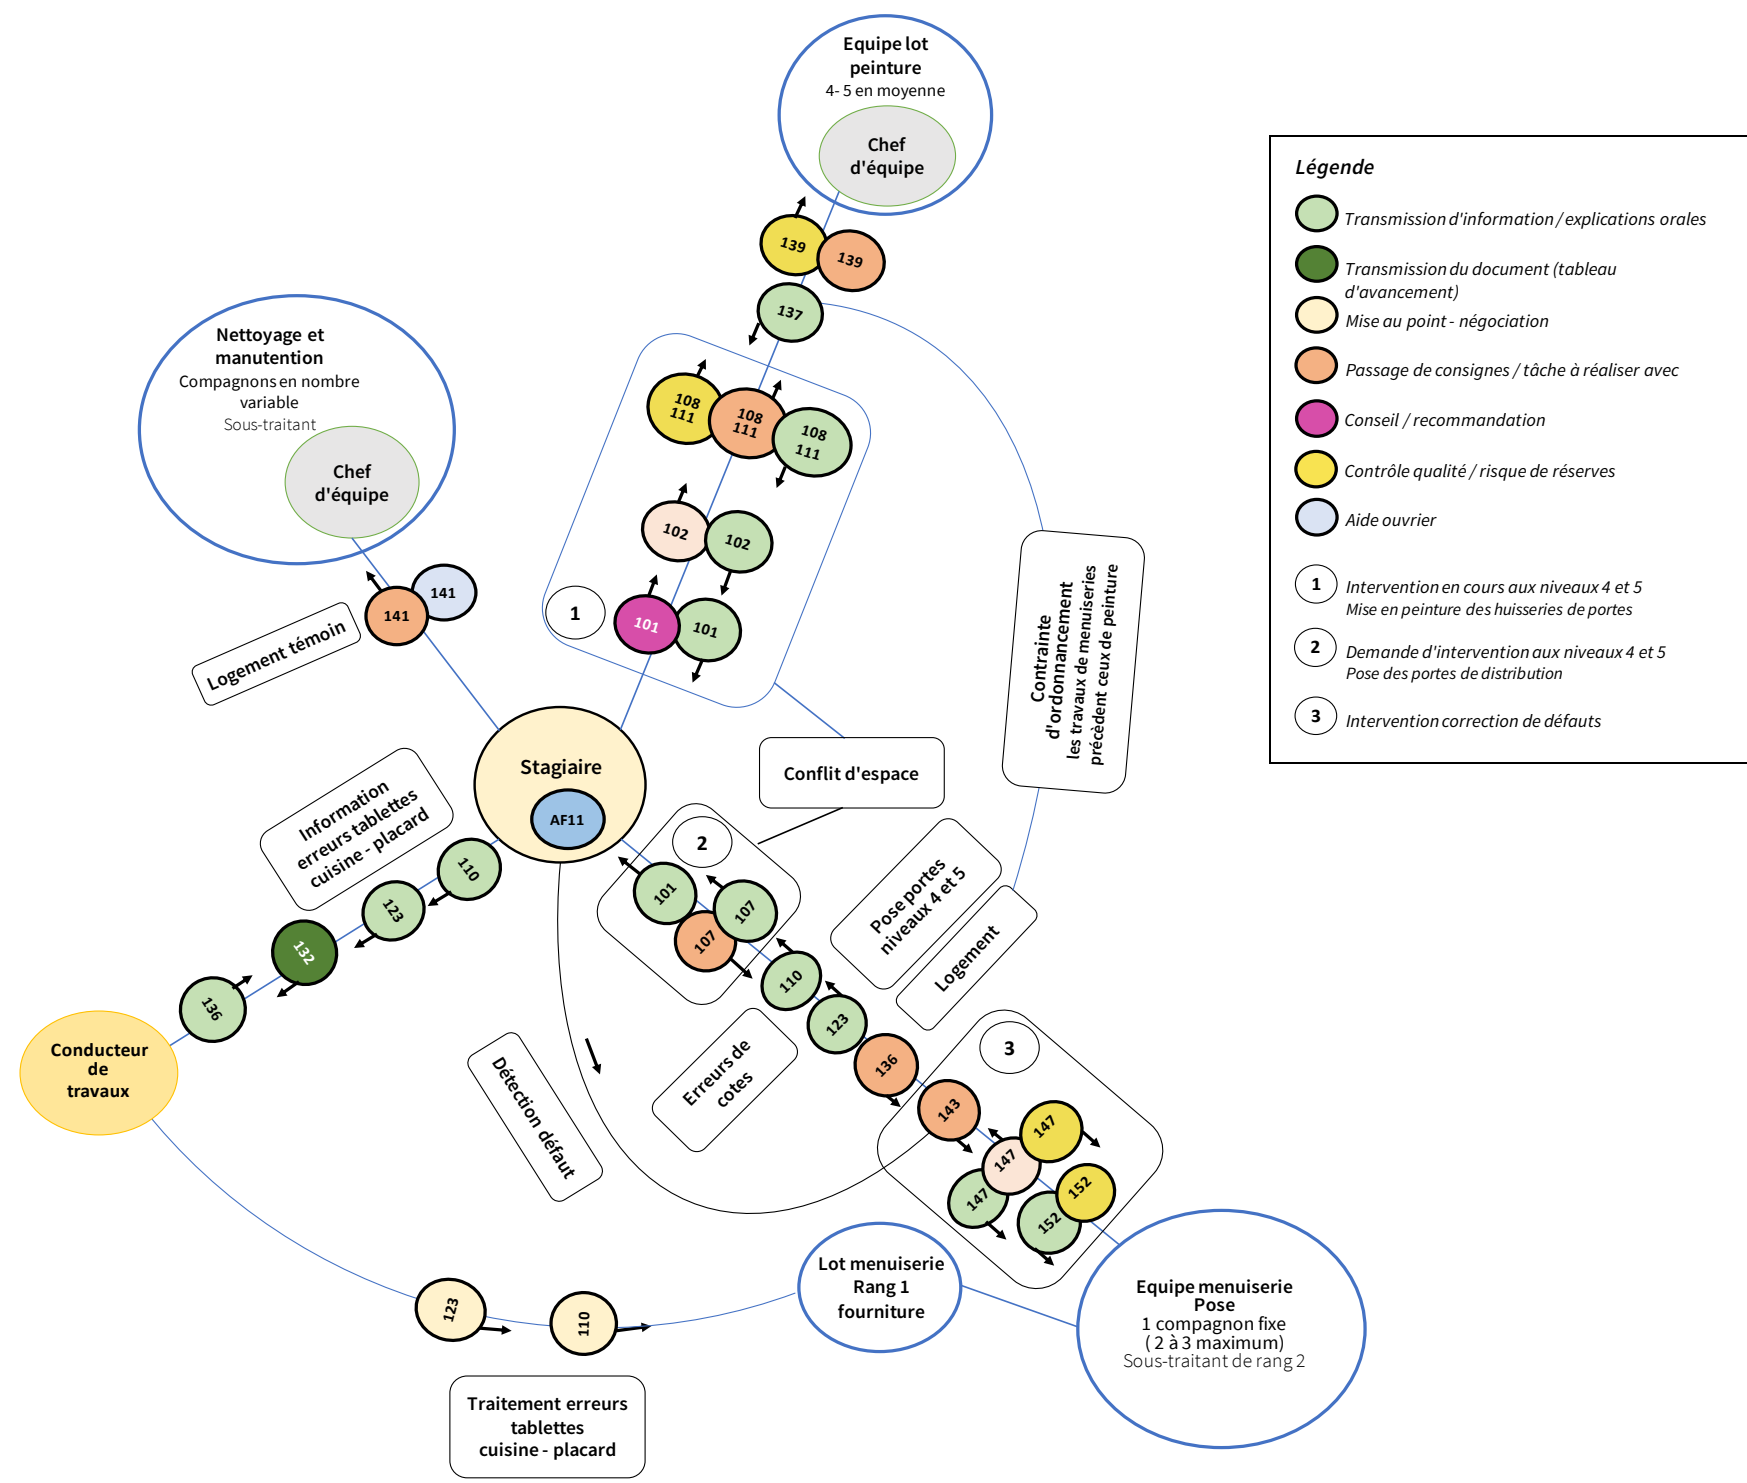 Equipe lot
peinture
4- 5 en moyenne
Chef
d'équipe
139
139
137
108
111
108
111
108
111
102
102
101
101
1
Nettoyage et
manutention
Compagnons en nombre
variable
Sous-traitant
Chef
d'équipe
141
141
Logement témoin
Stagiaire
AF11
Conflit d'espace
Contrainte
d'ordonnancement
les travaux de menuiseries
précèdent ceux de peinture
Information
erreurs tablettes
cuisine - placard
110
123
132
136
Conducteur
de
travaux
2
101
107
107
110
123
136
Pose portes
niveaux 4 et 5
Logement
Erreurs de
cotes
Détection défaut
3
143
147
147
147
152
152
123
110
Traitement erreurs
tablettes
cuisine - placard
Lot menuiserie
Rang 1
fourniture
Equipe menuiserie
Pose
1 compagnon fixe
( 2 à 3 maximum)
Sous-traitant de rang 2
Légende
Transmission d'information / explications orales
Transmission du document (tableau
d'avancement)
Mise au point - négociation
Passage de consignes / tâche à réaliser avec
Conseil / recommandation
Contrôle qualité / risque de réserves
Aide ouvrier
1
Intervention en cours aux niveaux 4 et 5
Mise en peinture des huisseries de portes
2
Demande d'intervention aux niveaux 4 et 5
Pose des portes de distribution
3
Intervention correction de défauts